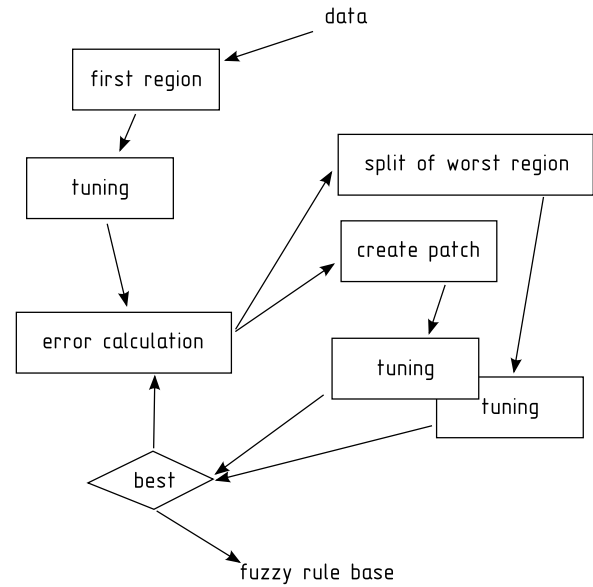 data
first region
tuning
split of worst region
create patch
error calculation
tuning
tuning
best
fuzzy rule base